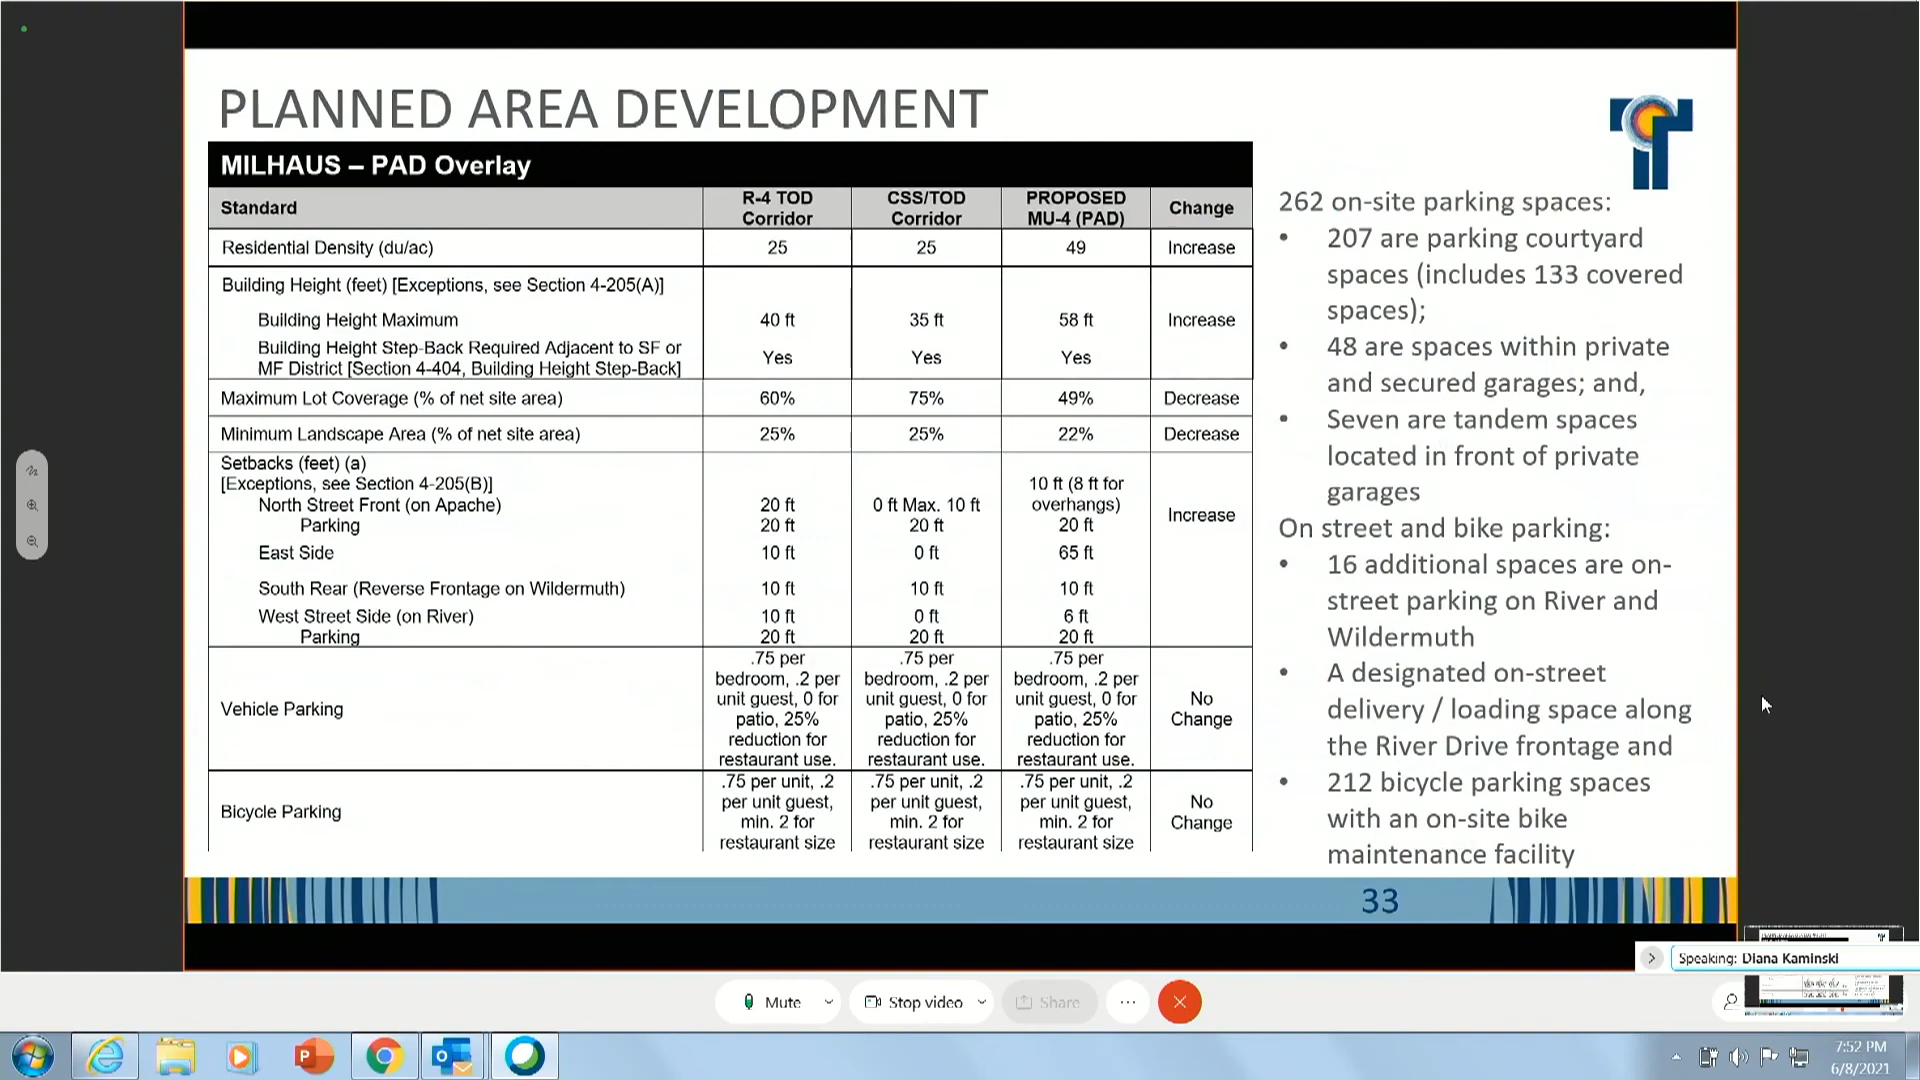 PLANNED AREA DEVELOPMENT
MILHAUS – PAD Overlay
Standard
R-4 TOD
Corridor
CSS/TOD
Corridor
PROPOSED
MU-4 (PAD)
Change
Residential Density (du/ac)
25
25
49
Increase
Building Height (feet) [Exceptions, see Section 4-205(A)]
Building Height Maximum
40 ft
35 ft
58 ft
Increase
Building Height Step-Back Required Adjacent to SF or
MF District [Section 4-404, Building Height Step-Back]
Yes
Yes
Yes
Maximum Lot Coverage (% of net site area)
60%
75%
49%
Decrease
Minimum Landscape Area (% of net site area)
25%
25%
22%
Decrease
Setbacks (feet) (a)
[Exceptions, see Section 4-205(B)]
North Street Front (on Apache)
20 ft
0 ft Max. 10 ft
10 ft (8 ft for
overhangs)
Increase
Parking
20 ft
20 ft
20 ft
East Side
10 ft
0 ft
65 ft
South Rear (Reverse Frontage on Wildermuth)
10 ft
10 ft
10 ft
West Street Side (on River)
10 ft
0 ft
6 ft
Parking
20 ft
20 ft
20 ft
Vehicle Parking
.75 per
bedroom, .2 per
unit guest, 0 for
patio, 25%
reduction for
restaurant use.
.75 per
bedroom, .2 per
unit guest, 0 for
patio, 25%
reduction for
restaurant use.
.75 per
bedroom, .2 per
unit guest, 0 for
patio, 25%
reduction for
restaurant use.
No
Change
Bicycle Parking
.75 per unit, .2
per unit guest,
min. 2 for
restaurant size
.75 per unit, .2
per unit guest,
min. 2 for
restaurant size
.75 per unit, .2
per unit guest,
min. 2 for
restaurant size
No
Change
262 on-site parking spaces:
• 207 are parking courtyard
spaces (includes 133 covered
spaces);
• 48 are spaces within private
and secured garages; and,
• Seven are tandem spaces
located in front of private
garages
On street and bike parking:
• 16 additional spaces are on-
street parking on River and
Wildermuth
• A designated on-street
delivery / loading space along
the River Drive frontage and
• 212 bicycle parking spaces
with an on-site bike
maintenance facility
33
Speaking: Diana Kaminski
Mute
Stop video
Share
7:52 PM
6/8/2021